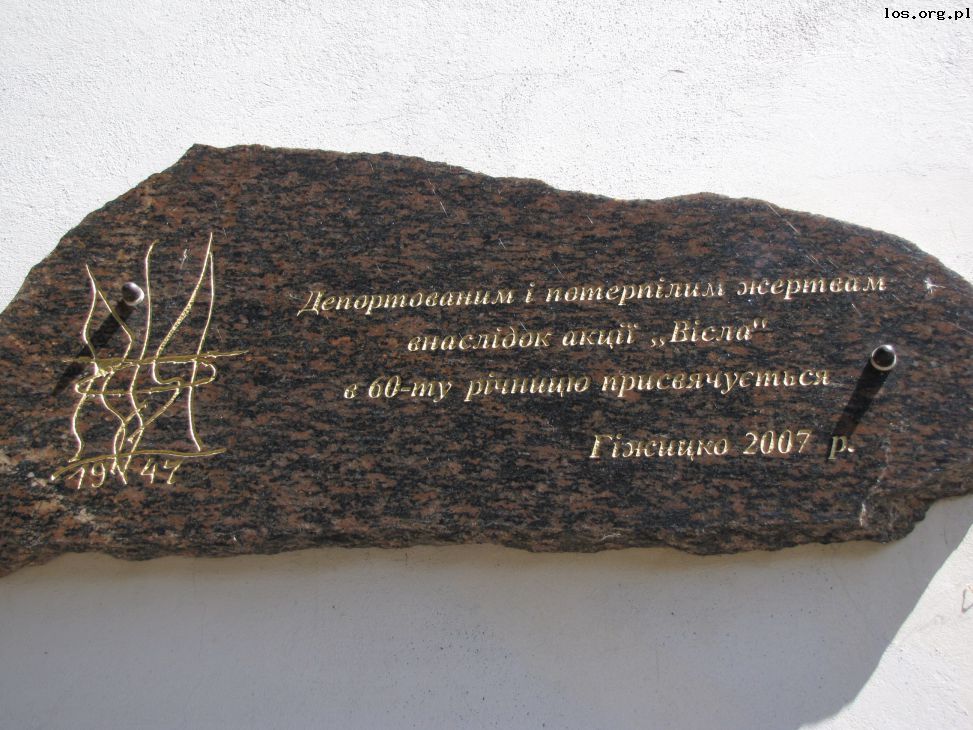 los.org.pl
Депортованим і потерпілим жертвам
внаслідок акції „Вісла“
в 60-ту річницю присвячується
Гіжицко 2007 р.
1947